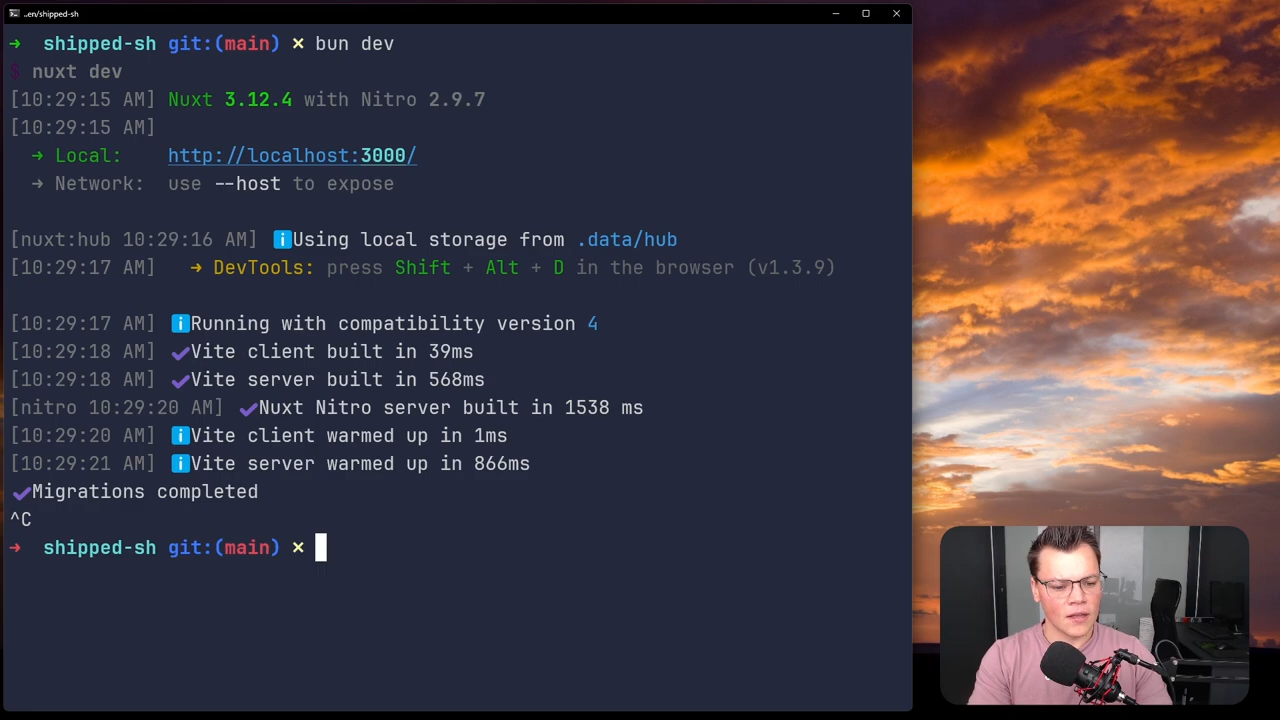 ..en/shipped-sh
→ shipped-sh git:(main) × bun dev
$ nuxt dev
[10:29:15 AM] Nuxt 3.12.4 with Nitro 2.9.7
[10:29:15 AM]
→ Local: http://localhost:3000/
→ Network: use --host to expose
[nuxt:hub 10:29:16 AM] ℹUsing local storage from .data/hub
[10:29:17 AM] → DevTools: press Shift + Alt + D in the browser (v1.3.9)
[10:29:17 AM] ℹRunning with compatibility version 4
[10:29:18 AM] ✔Vite client built in 39ms
[10:29:18 AM] ✔Vite server built in 568ms
[nitro 10:29:20 AM] ✔Nuxt Nitro server built in 1538 ms
[10:29:20 AM] ℹVite client warmed up in 1ms
[10:29:21 AM] ℹVite server warmed up in 866ms
✔Migrations completed
^C
→ shipped-sh git:(main) ×